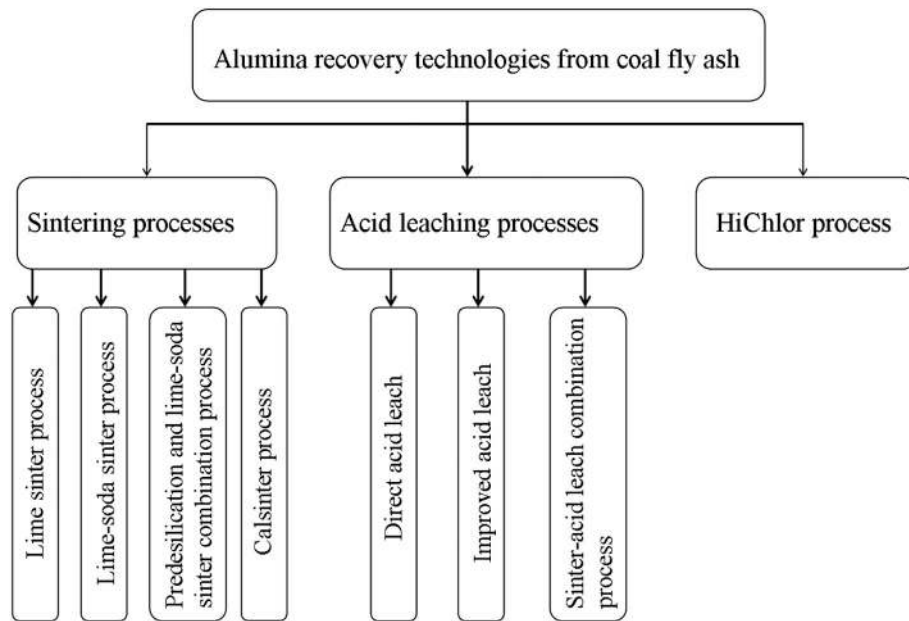 Alumina recovery technologies from coal fly ash
Sintering processes
Acid leaching processes
HiChlor process
Lime sinter process
Lime-soda sinter process
Predesilication and lime-soda
sinter combination process
Calsinter process
Direct acid leach
Improved acid leach
Sinter-acid leach combination
process